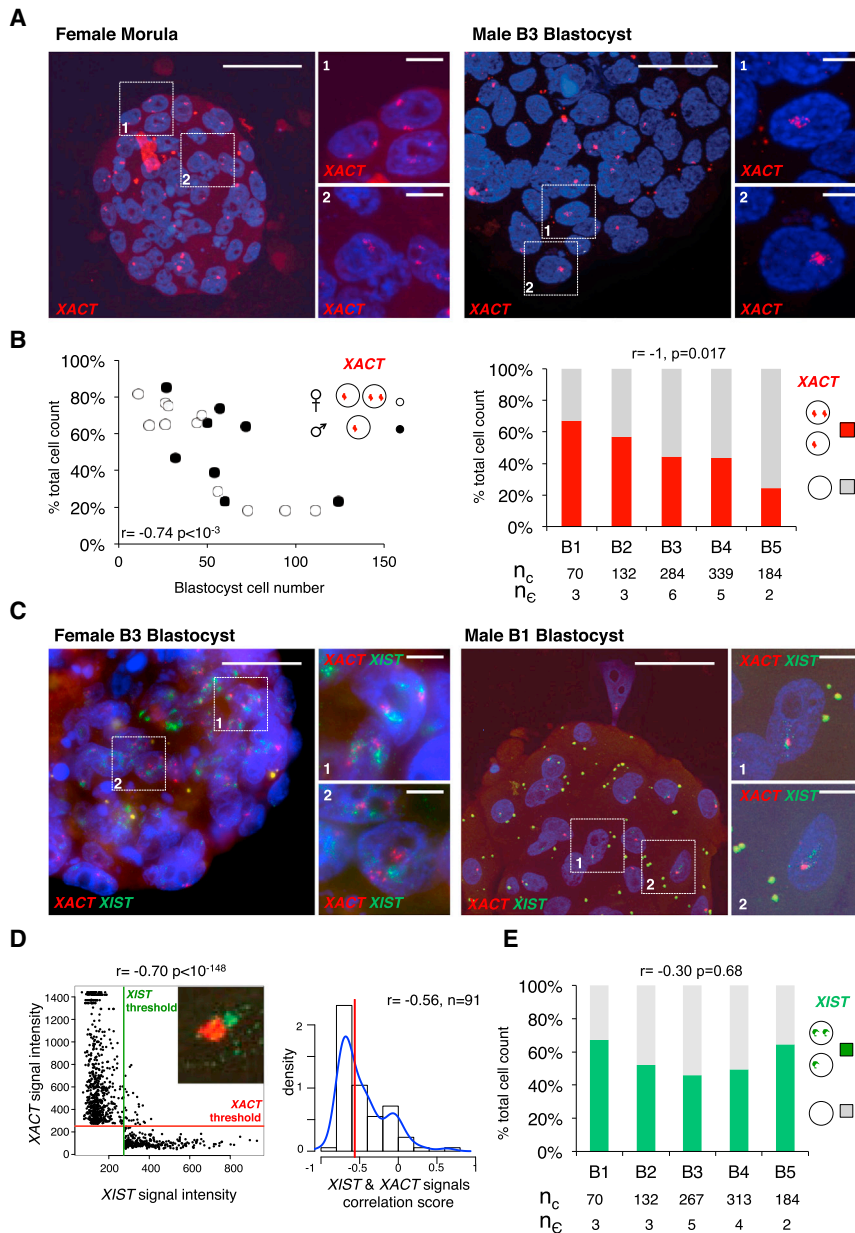 A
Female Morula
Male B3 Blastocyst
1
2
XACT
1
XACT
2
XACT
1
2
XACT
1
XACT
2
XACT
B
100%
80%
60%
40%
20%
0%
% total cell count
r= -0.74 p<10-3
0 50 100 150
Blastocyst cell number
XACT
♀
♂
r= -1, p=0.017
100%
80%
60%
40%
20%
0%
% total cell count
XACT
B1 B2 B3 B4 B5
nc 70 132 284 339 184
n€ 3 3 6 5 2
C
Female B3 Blastocyst
Male B1 Blastocyst
1
2
XACT XIST
XACT XIST
1
2
XACT XIST
1
2
XACT XIST
XACT XIST
1
XACT XIST
2
D
r= -0.70 p<10-148
1400
1200
1000
800
600
400
200
0
XACT signal intensity
XIST
threshold
XACT
threshold
200 400 600 800
XIST signal intensity
r= -0.56, n=91
2
1
0
density
-1 -0.5 0 0.5 1
XIST & XACT signals
correlation score
E
r= -0.30 p=0.68
100%
80%
60%
40%
20%
0%
% total cell count
XIST
B1 B2 B3 B4 B5
nc 70 132 267 313 184
n€ 3 3 5 4 2